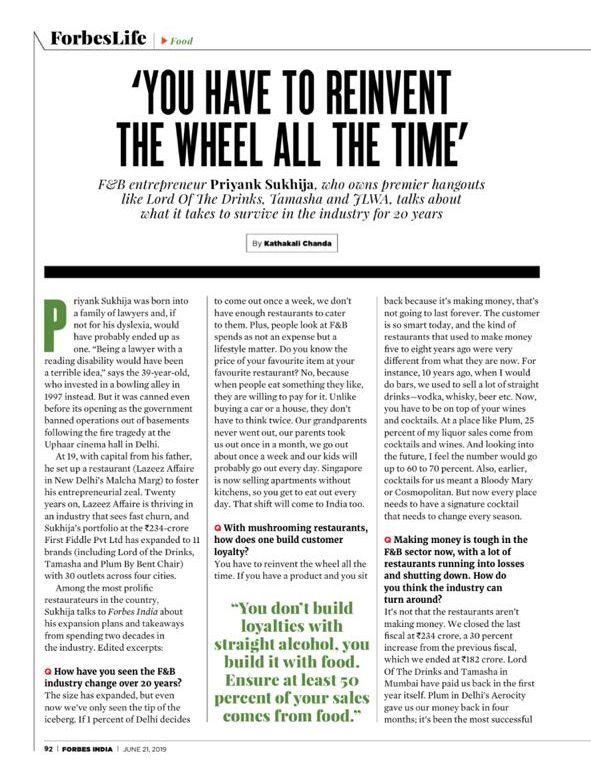 ForbesLife
Food
‘YOU HAVE TO REINVENT
THE WHEEL ALL THE TIME’
F&B entrepreneur Priyank Sukhija, who owns premier hangouts
like Lord Of The Drinks, Tamasha and JLWA, talks about
what it takes to survive in the industry for 20 years
By Kathakali Chanda
Priyank Sukhija was born into
a family of lawyers and, if
not for his dyslexia, would
have probably ended up as
one. “Being a lawyer with a
reading disability would have been
a terrible idea,” says the 39-year-old,
who invested in a bowling alley in
1997 instead. But it was canned even
before its opening as the government
banned operations out of basements
following the fire tragedy at the
Uphaar cinema hall in Delhi.
At 19, with capital from his father,
he set up a restaurant (Lazeez Affaire
in New Delhi’s Malcha Marg) to foster
his entrepreneurial zeal. Twenty
years on, Lazeez Affaire is thriving in
an industry that sees fast churn, and
Sukhija’s portfolio at the ₹234-crore
First Fiddle Pvt Ltd has expanded to 11
brands (including Lord of the Drinks,
Tamasha and Plum By Bent Chair)
with 30 outlets across four cities.
Among the most prolific
restaurateurs in the country,
Sukhija talks to Forbes India about
his expansion plans and takeaways
from spending two decades in
the industry. Edited excerpts:
Q How have you seen the F&B
industry change over 20 years?
The size has expanded, but even
now we’ve only seen the tip of the
iceberg. If 1 percent of Delhi decides
to come out once a week, we don’t
have enough restaurants to cater
to them. Plus, people look at F&B
spends as not an expense but a
lifestyle matter. Do you know the
price of your favourite item at your
favourite restaurant? No, because
when people eat something they like,
they are willing to pay for it. Unlike
buying a car or a house, they don’t
have to think twice. Our grandparents
never went out, our parents took
us out once in a month, we go out
about once a week and our kids will
probably go out every day. Singapore
is now selling apartments without
kitchens, so you get to eat out every
day. That shift will come to India too.
Q With mushrooming restaurants,
how does one build customer
loyalty?
You have to reinvent the wheel all the
time. If you have a product and you sit
“You don’t build
loyalties with
straight alcohol, you
build it with food.
Ensure at least 50
percent of your sales
comes from food.”
back because it’s making money, that’s
not going to last forever. The customer
is so smart today, and the kind of
restaurants that used to make money
five to eight years ago were very
different from what they are now. For
instance, 10 years ago, when I would
do bars, we used to sell a lot of straight
drinks—vodka, whisky, beer etc. Now,
you have to be on top of your wines
and cocktails. At a place like Plum, 25
percent of my liquor sales come from
cocktails and wines. And looking into
the future, I feel the number would go
up to 60 to 70 percent. Also, earlier,
cocktails for us meant a Bloody Mary
or Cosmopolitan. But now every place
needs to have a signature cocktail
that needs to change every season.
Q Making money is tough in the
F&B sector now, with a lot of
restaurants running into losses
and shutting down. How do
you think the industry can
turn around?
It’s not that the restaurants aren’t
making money. We closed the last
fiscal at ₹234 crore, a 30 percent
increase from the previous fiscal,
which we ended at ₹182 crore. Lord
Of The Drinks and Tamasha in
Mumbai have paid us back in the first
year itself. Plum in Delhi’s Aerocity
gave us our money back in four
months; it’s been the most successful
92 | FORBES INDIA | JUNE 21, 2019